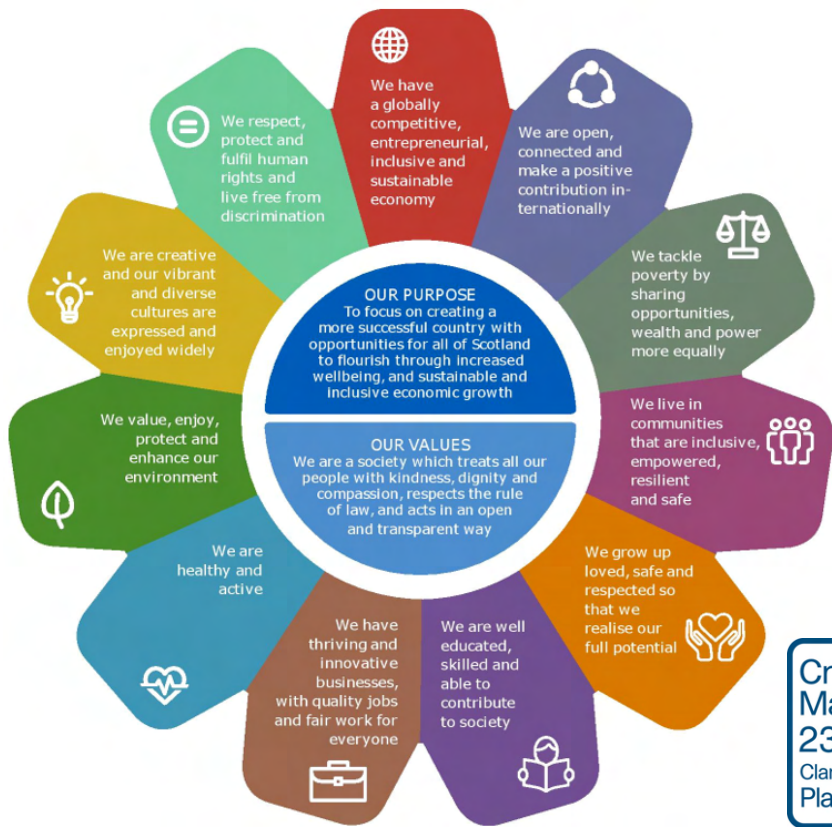 We have
a globally
competitive,
entrepreneurial,
inclusive and
sustainable
economy
We are open,
connected and
make a positive
contribution in-
ternationally
We tackle
poverty by
sharing
opportunities,
wealth and power
more equally
We live in
communities
that are inclusive,
empowered,
resilient
and safe
We grow up
loved, safe and
respected so
that we
realise our
full potential
We are well
educated,
skilled and
able to
contribute
to society
We have
thriving and
innovative
businesses,
with quality jobs
and fair work for
everyone
We are
healthy and
active
We value, enjoy,
protect and
enhance our
environment
We are creative
and our vibrant
and diverse
cultures are
expressed and
enjoyed widely
We respect,
protect and
fulfil human
rights and
live free from
discrimination
OUR PURPOSE
To focus on creating a
more successful country with
opportunities for all of Scotland
to flourish through increased
wellbeing, and sustainable and
inclusive economic growth
OUR VALUES
We are a society which treats all our
people with kindness, dignity and
compassion, respects the rule
of law, and acts in an open
and transparent way
23